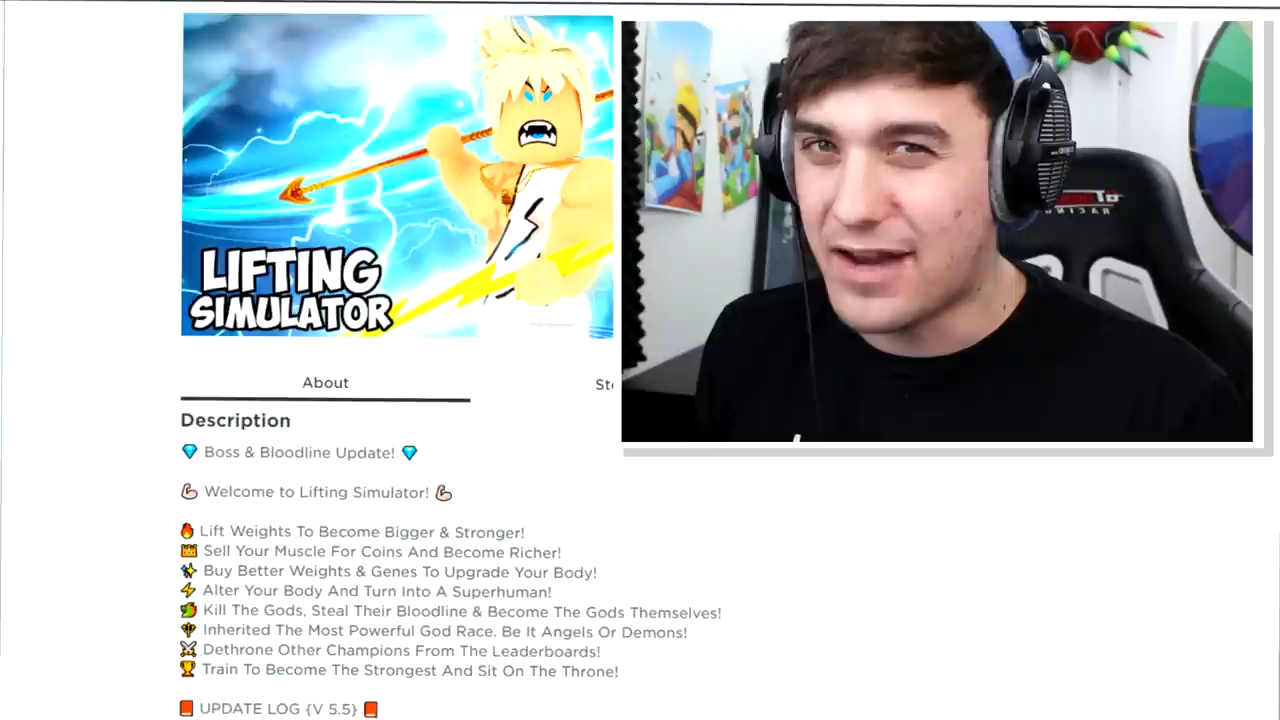 LIFTING
SIMULATOR
About
St
Description
Boss & Bloodline Update!
Welcome to Lifting Simulator!
Lift Weights To Become Bigger & Stronger!
Sell Your Muscle For Coins And Become Richer!
Buy Better Weights & Genes To Upgrade Your Body!
Alter Your Body And Turn Into A Superhuman!
Kill The Gods, Steal Their Bloodline & Become The Gods Themselves!
Inherited The Most Powerful God Race. Be It Angels Or Demons!
Dethrone Other Champions From The Leaderboards!
Train To Become The Strongest And Sit On The Throne!
UPDATE LOG {V 5.5}
RACING